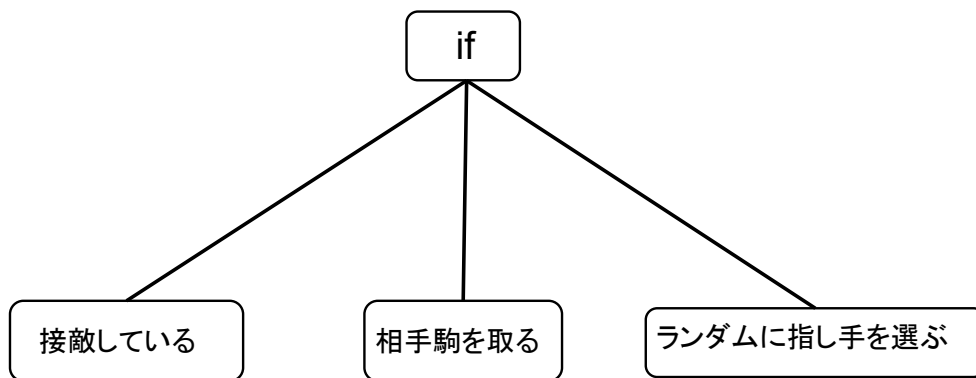 if
接敵している
相手駒を取る
ランダムに指し手を選ぶ